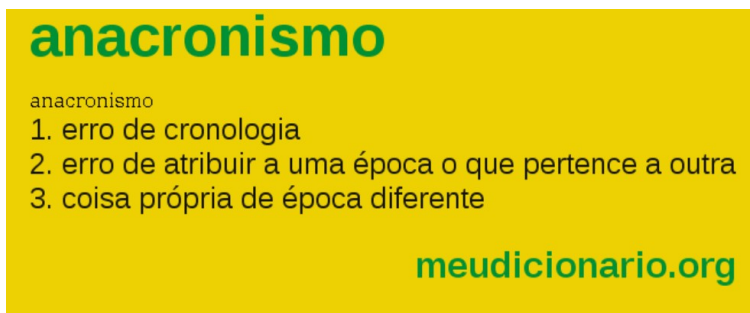 anacronismo
anacronismo
1. erro de cronologia
2. erro de atribuir a uma época o que pertence a outra
3. coisa própria de época diferente
meudicionario.org